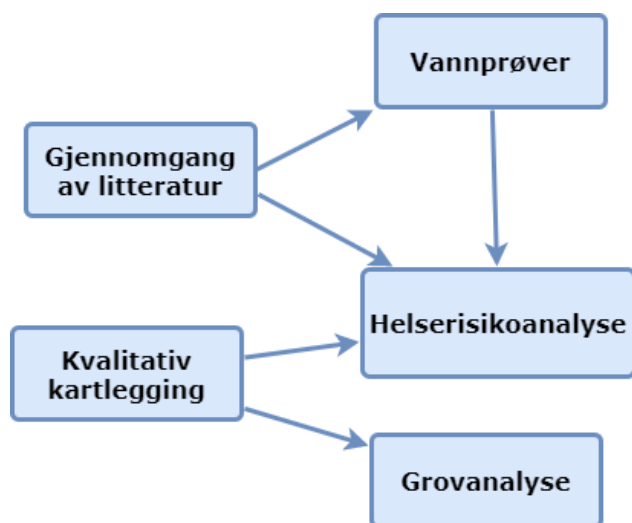 Vannprøver
Gjennomgang
av litteratur
Helserisikoanalyse
Kvalitativ
kartlegging
Grovanalyse